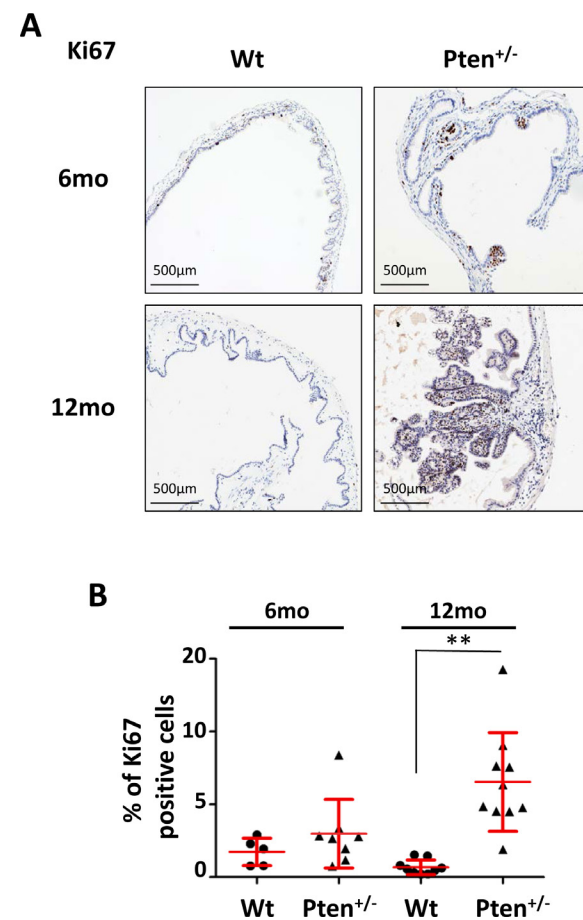 A
Ki67
Wt Pten+/-
6mo
500µm 500µm
12mo
500µm 500µm
B
6mo 12mo
**
% of Ki67
positive cells
20
10
5
0
Wt Pten+/- Wt Pten+/-